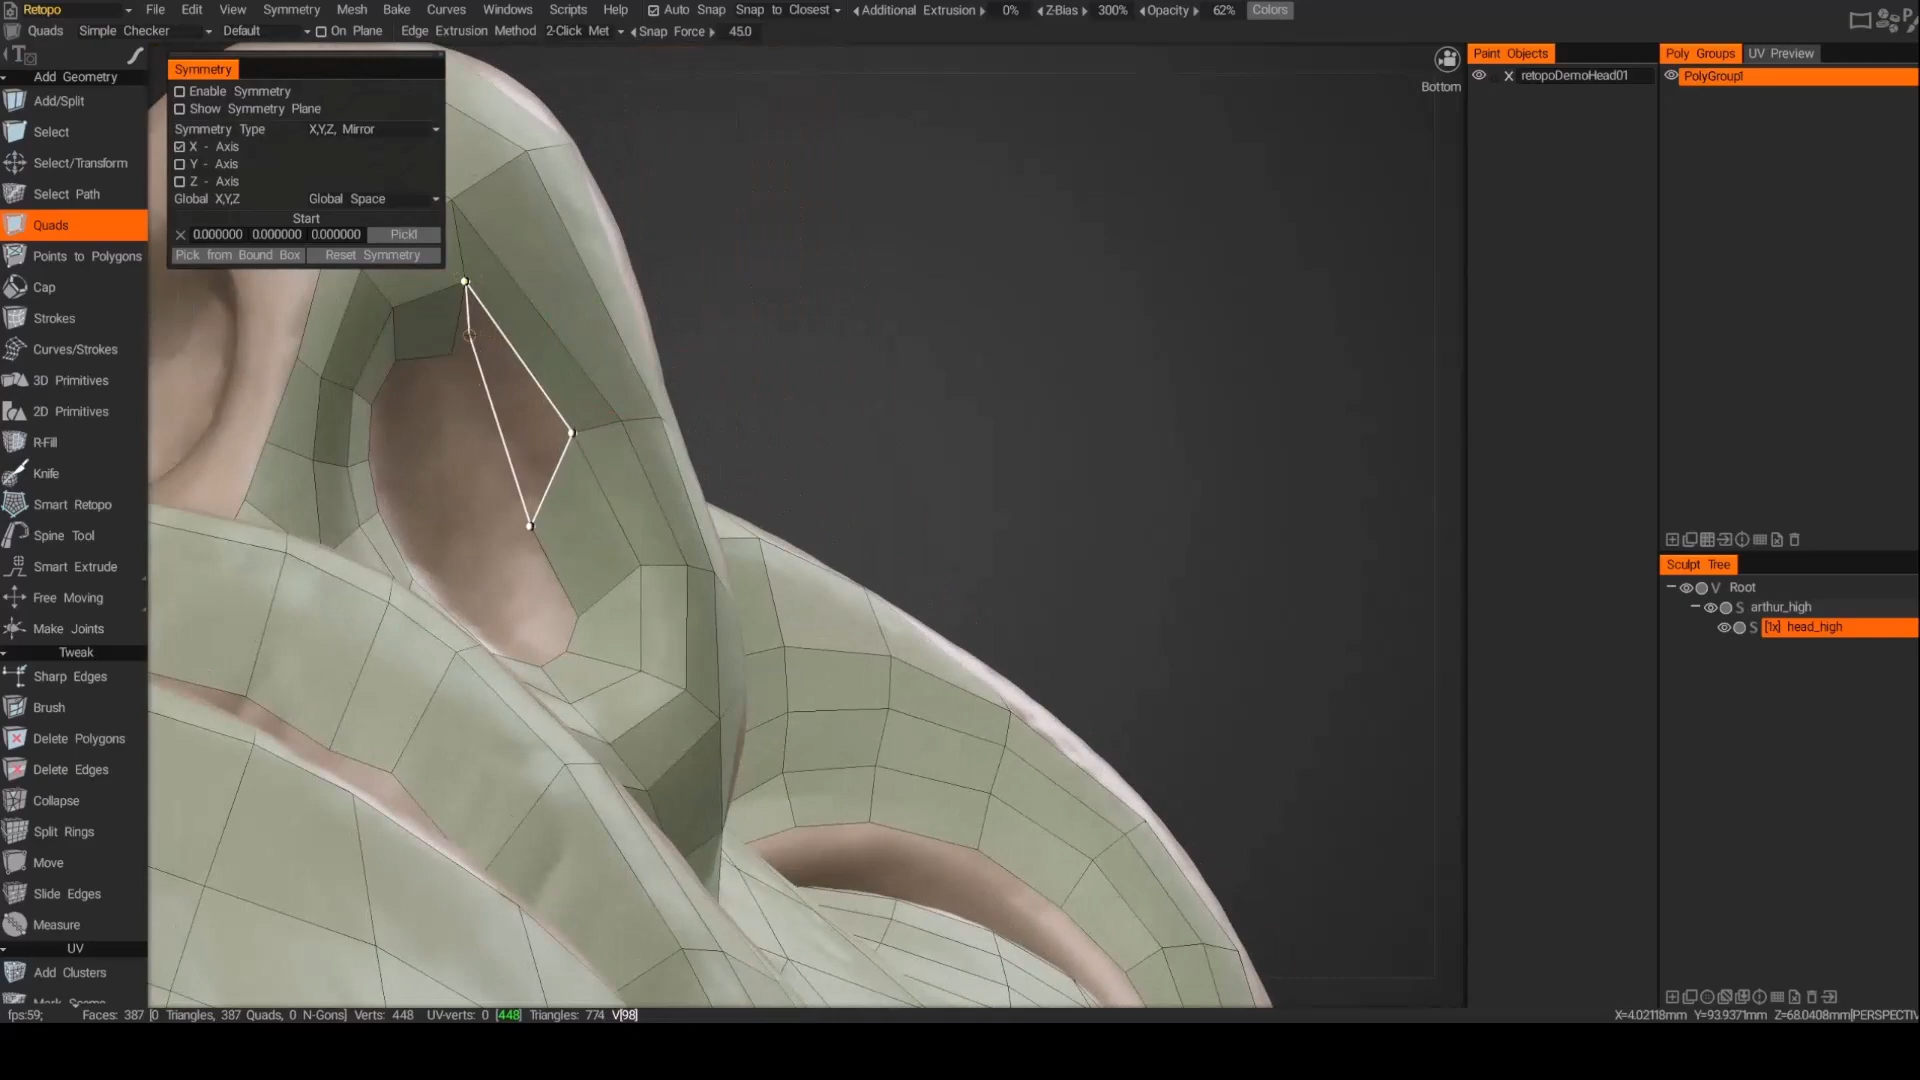 Retopo File Edit View Symmetry Mesh Bake Curves Windows Scripts Help Auto Snap Snap to Closest Additional Extrusion 0% Z-Bias 300% Opacity 62% Colors
Quads Simple Checker Default On Plane Edge Extrusion Method 2-Click Met Snap Force 45.0
Add Geometry
Add/Split
Select
Select/Transform
Select Path
Quads
Points to Polygons
Cap
Strokes
Curves/Strokes
3D Primitives
2D Primitives
R-Fill
Knife
Smart Retopo
Spine Tool
Smart Extrude
Free Moving
Make Joints
Tweak
Sharp Edges
Brush
Delete Polygons
Delete Edges
Collapse
Split Rings
Move
Slide Edges
Measure
UV
Add Clusters
Symmetry
Enable Symmetry
Show Symmetry Plane
Symmetry Type X,Y,Z, Mirror
X - Axis
Y - Axis
Z - Axis
Global X,Y,Z Global Space
Start
0.000000 0.000000 0.000000 Pick!
Pick from Bound Box Reset Symmetry
Bottom
Paint Objects
X retopoDemoHead01
Poly Groups UV Preview
PolyGroup1
Sculpt Tree
V Root
S arthur_high
S [1x] head_high
fps:59; Faces: 387 [0 Triangles, 387 Quads, 0 N-Gons] Verts: 448 UV-verts: 0 [448] Triangles: 774 V[98]
X=4.02118mm Y=93.9371mm Z=68.0408mm|PERSPECTIV